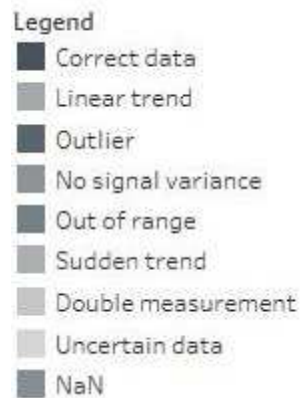 Legend
Correct data
Linear trend
Outlier
No signal variance
Out of range
Sudden trend
Double measurement
Uncertain data
NaN